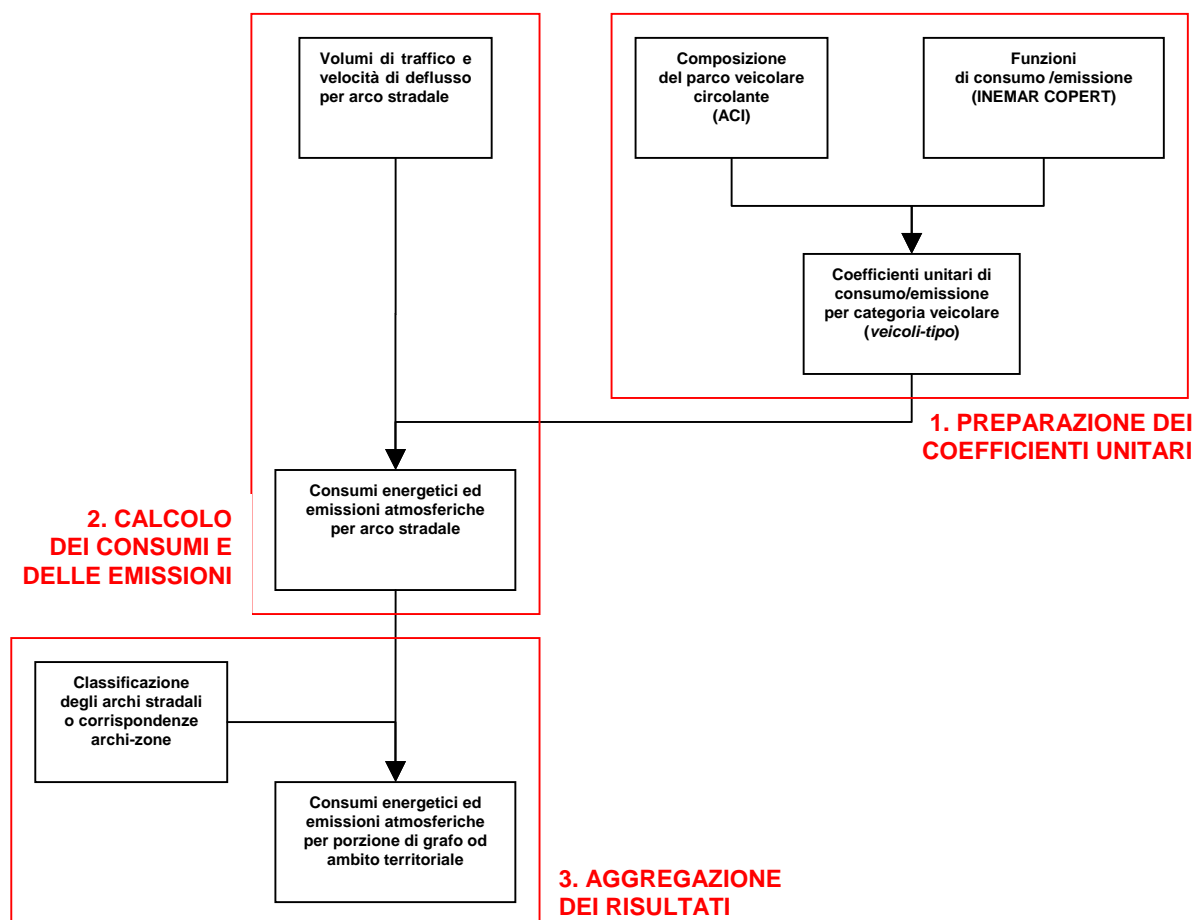 Volumi di traffico e
velocità di deflusso
per arco stradale
Composizione
del parco veicolare
circolante
(ACI)
Funzioni
di consumo /emissione
(INEMAR COPERT)
Coefficienti unitari di
consumo/emissione
per categoria veicolare
(veicoli-tipo)
1. PREPARAZIONE DEI
COEFFICIENTI UNITARI
Consumi energetici ed
emissioni atmosferiche
per arco stradale
2. CALCOLO
DEI CONSUMI E
DELLE EMISSIONI
Classificazione
degli archi stradali
o corrispondenze
archi-zone
Consumi energetici ed
emissioni atmosferiche
per porzione di grafo od
ambito territoriale
3. AGGREGAZIONE
DEI RISULTATI